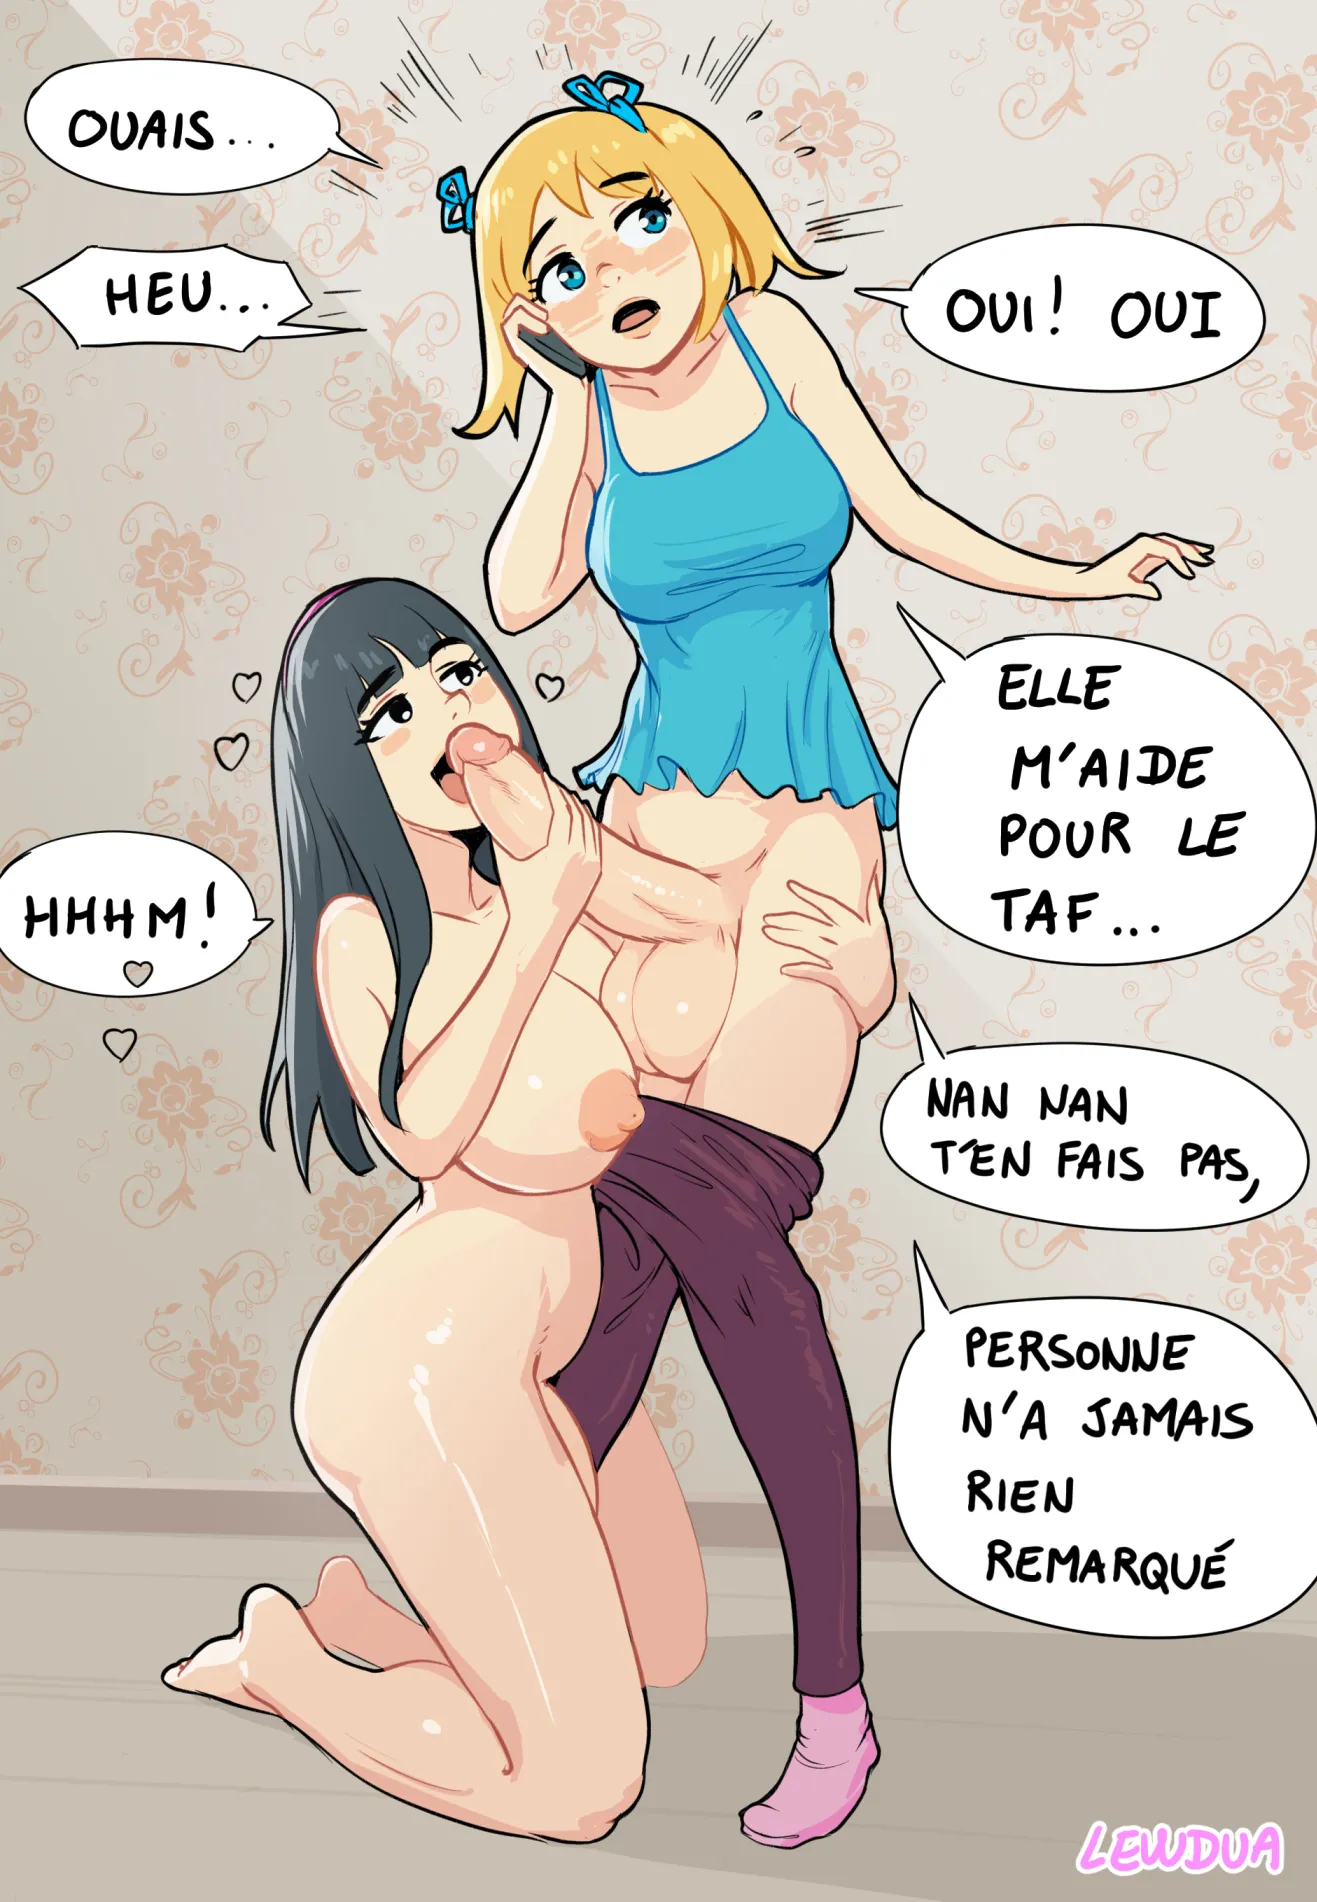 OUAIS...
HEU...
OUI! OUI
HHHM!
ELLE
M'AIDE
POUR LE
TAF...
NAN NAN
T'EN FAIS PAS,
PERSONNE
N'A JAMAIS
RIEN
REMARQUÉ
LEWDUA